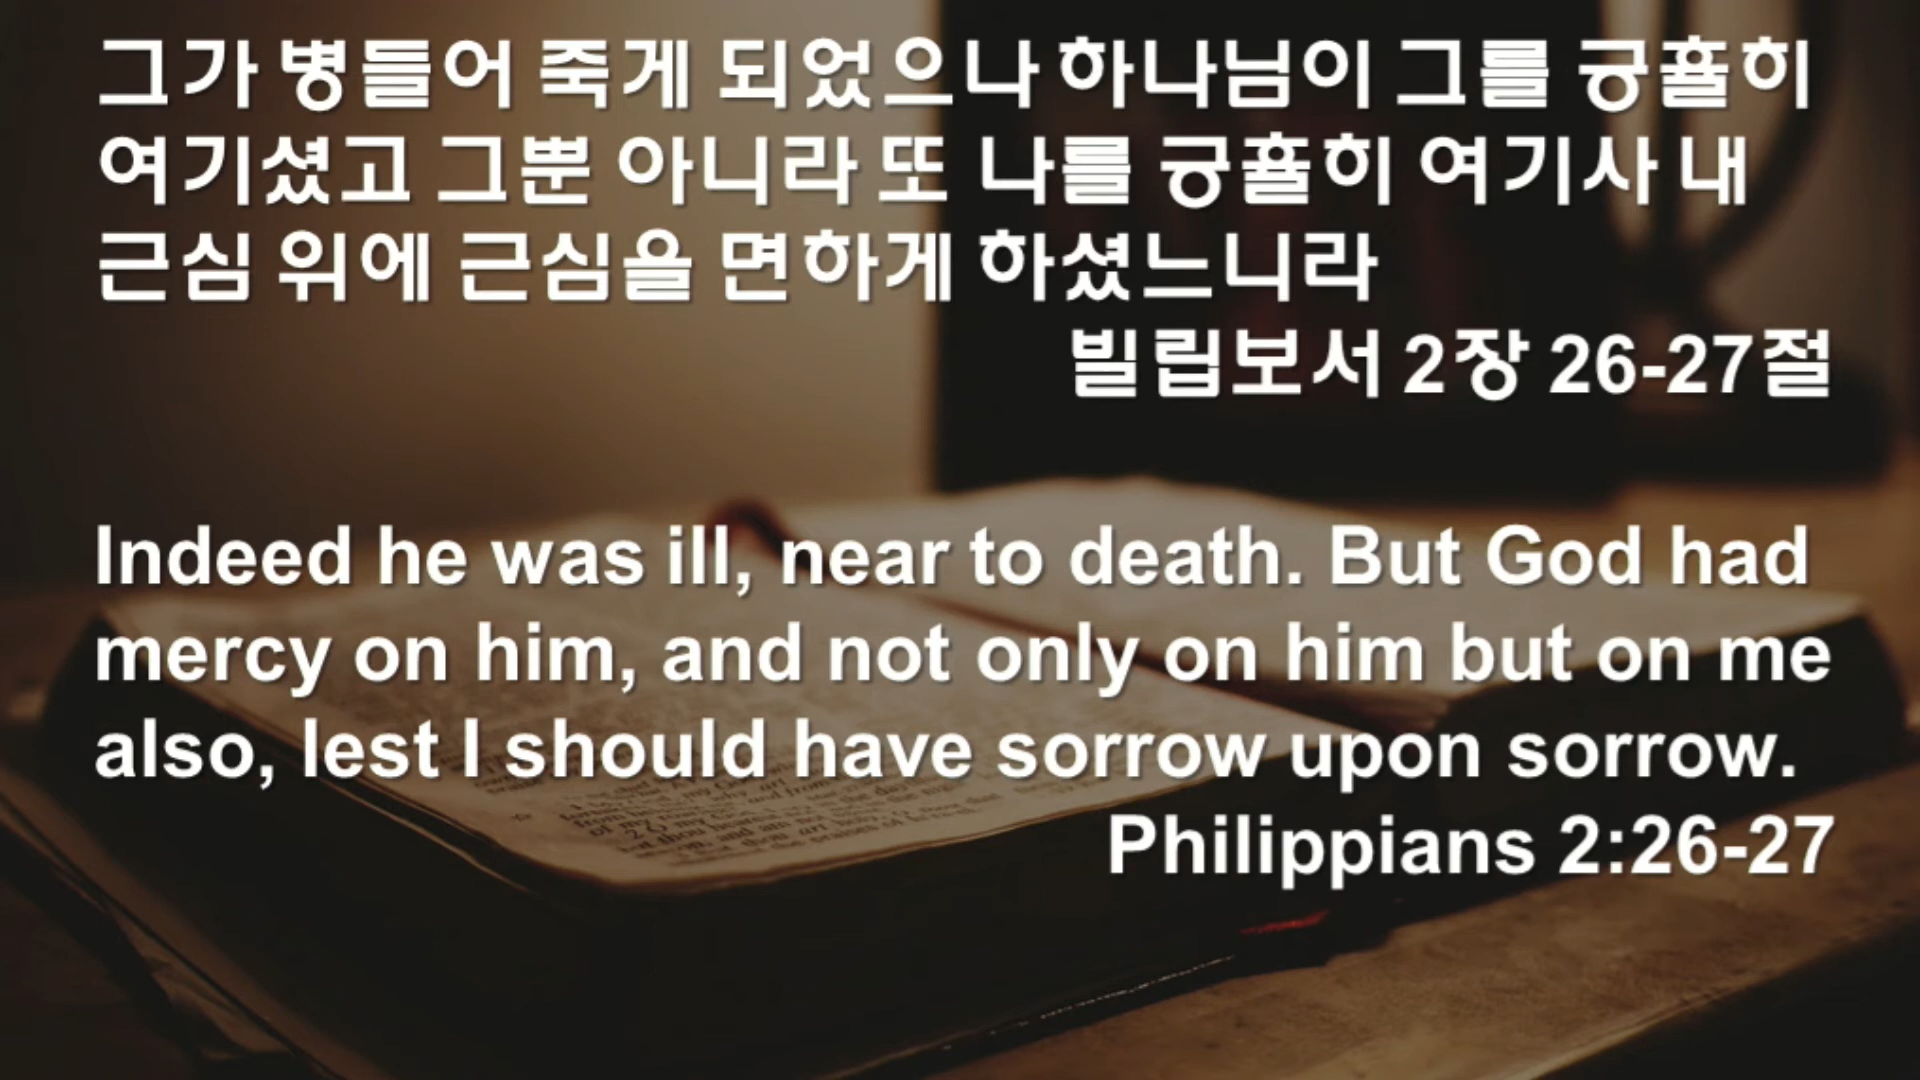 그가 병들어 죽게 되었으나 하나님이 그를 긍휼히
여기셨고 그뿐 아니라 또 나를 긍휼히 여기사 내
근심 위에 근심을 면하게 하셨느니라
빌립보서 2장 26-27절
Indeed he was ill, near to death. But God had
mercy on him, and not only on him but on me
also, lest I should have sorrow upon sorrow.
Philippians 2:26-27